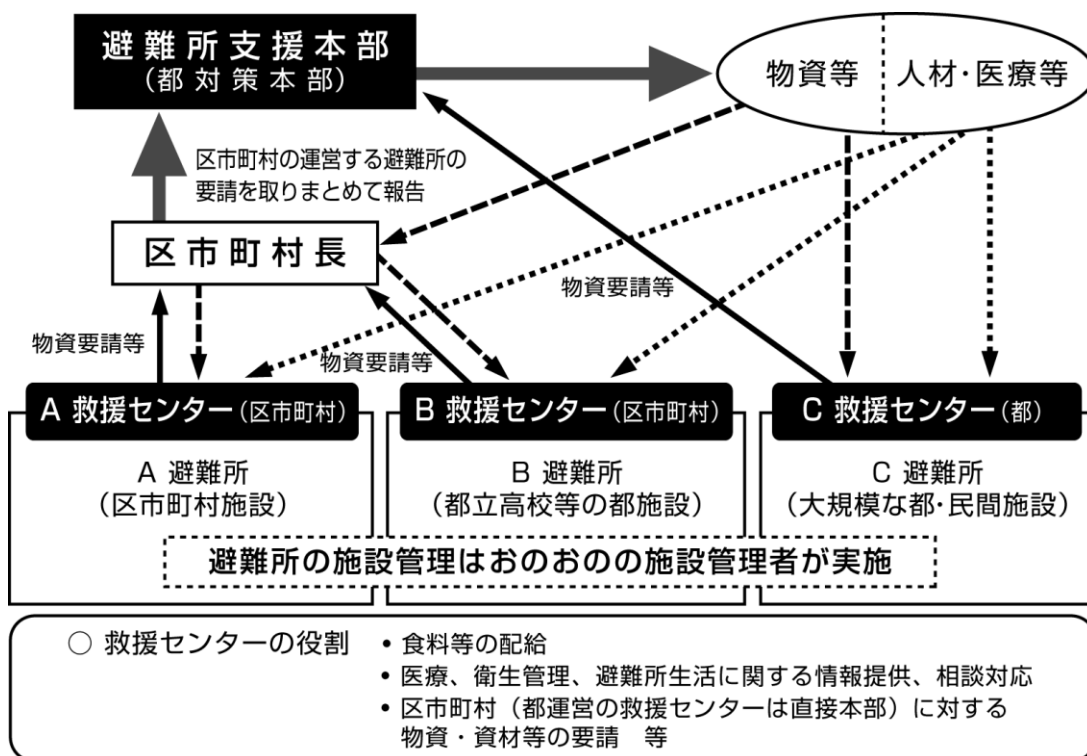 避難所支援本部
（都対策本部）
物資等
人材・医療等
区市町村の運営する避難所の
要請を取りまとめて報告
区市町村長
物資要請等
物資要請等
物資要請等
A 救援センター（区市町村）
B 救援センター（区市町村）
C 救援センター（都）
A 避難所
（区市町村施設）
B 避難所
（都立高校等の都施設）
C 避難所
（大規模な都・民間施設）
避難所の施設管理はおのおのの施設管理者が実施
○ 救援センターの役割
• 食料等の配給
• 医療、衛生管理、避難所生活に関する情報提供、相談対応
• 区市町村（都運営の救援センターは直接本部）に対する
物資・資材等の要請　等